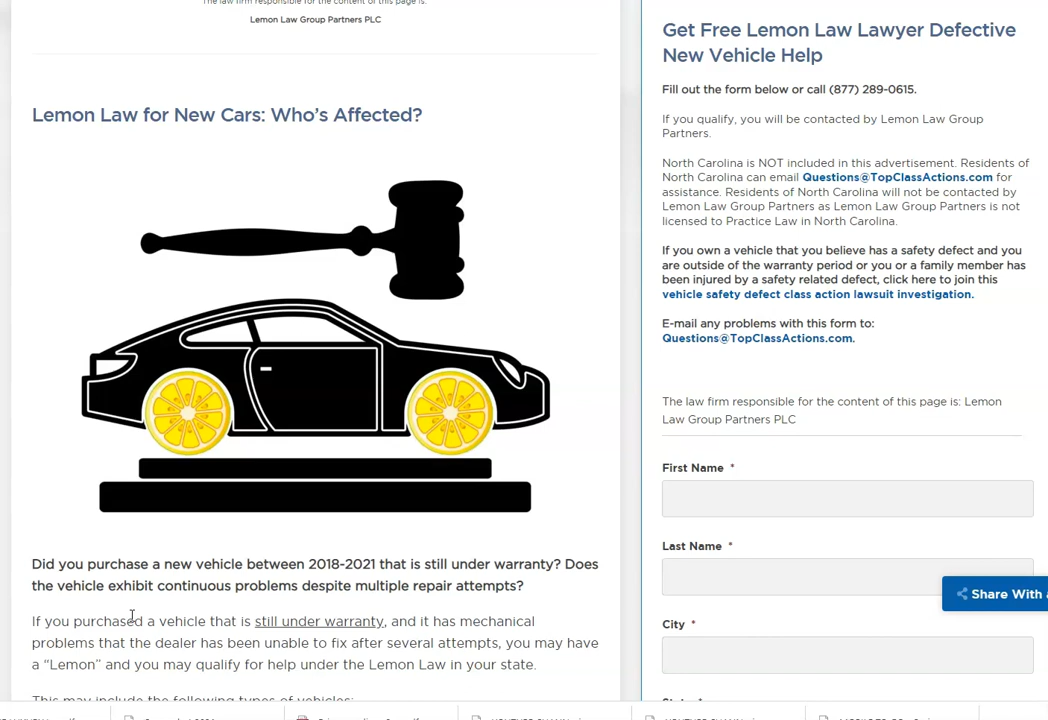 The law firm responsible for the content of this page is:
Lemon Law Group Partners PLC
Lemon Law for New Cars: Who's Affected?
Did you purchase a new vehicle between 2018-2021 that is still under warranty? Does
the vehicle exhibit continuous problems despite multiple repair attempts?
If you purchased a vehicle that is still under warranty, and it has mechanical
problems that the dealer has been unable to fix after several attempts, you may have
a “Lemon” and you may qualify for help under the Lemon Law in your state.
This may include the following types of vehicles:
Get Free Lemon Law Lawyer Defective
New Vehicle Help
Fill out the form below or call (877) 289-0615.
If you qualify, you will be contacted by Lemon Law Group
Partners.
North Carolina is NOT included in this advertisement. Residents of
North Carolina can email Questions@TopClassActions.com for
assistance. Residents of North Carolina will not be contacted by
Lemon Law Group Partners as Lemon Law Group Partners is not
licensed to Practice Law in North Carolina.
If you own a vehicle that you believe has a safety defect and you
are outside of the warranty period or you or a family member has
been injured by a safety related defect, click here to join this
vehicle safety defect class action lawsuit investigation.
E-mail any problems with this form to:
Questions@TopClassActions.com.
The law firm responsible for the content of this page is: Lemon
Law Group Partners PLC
First Name *
Last Name *
Share With
City *